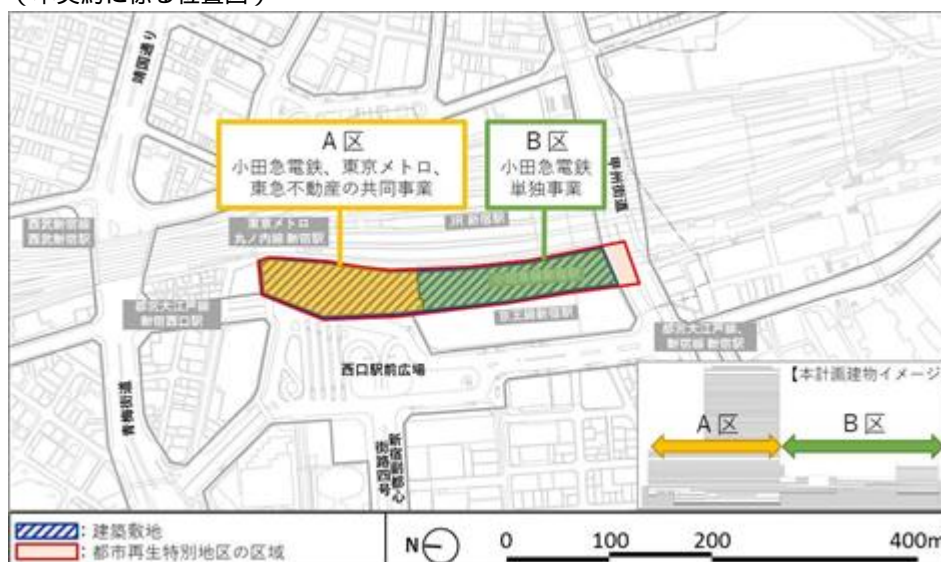 （本契約に係る位置図）
靖国通り
A区
小田急電鉄、東京メトロ、
東急不動産の共同事業
B区
小田急電鉄
単独事業
甲州街道
西武新宿線
西武新宿駅
東京メトロ
丸ノ内線 新宿駅
JR 新宿駅
都営大江戸線
新宿西口駅
京王線新宿駅
都営大江戸線、
新宿線 新宿駅
西口駅前広場
青梅街道
新宿副都心
街路四号
【本計画建物イメージ
A区
B区
：建築敷地
：都市再生特別地区の区域
N
0 100 200 400m